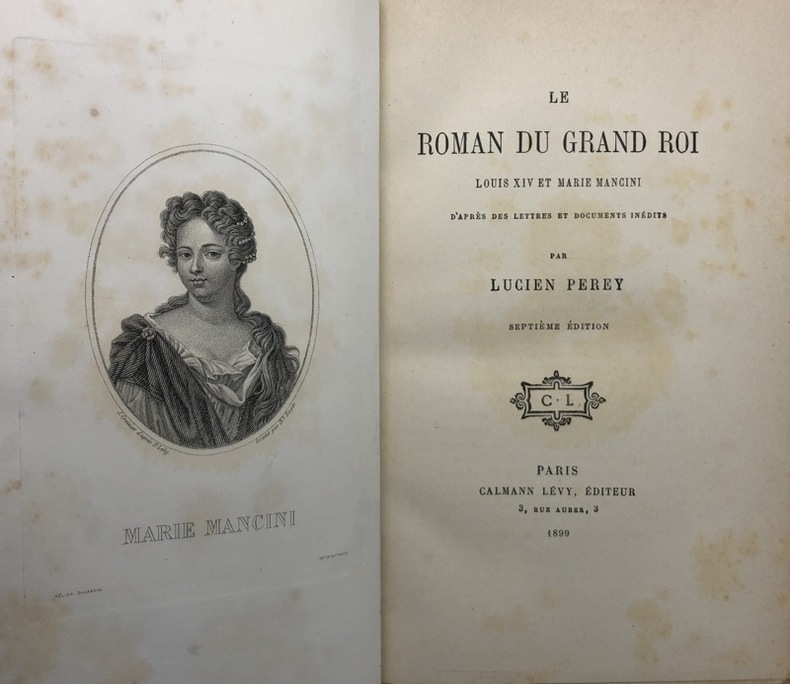 MARIE MANCINI
LE
ROMAN DU GRAND ROI
LOUIS XIV ET MARIE MANCINI
D'APRÈS DES LETTRES ET DOCUMENTS INÉDITS
PAR
LUCIEN PEREY
SEPTIÈME ÉDITION
C · L
PARIS
CALMANN LÉVY, ÉDITEUR
3, RUE AUBER, 3
1899